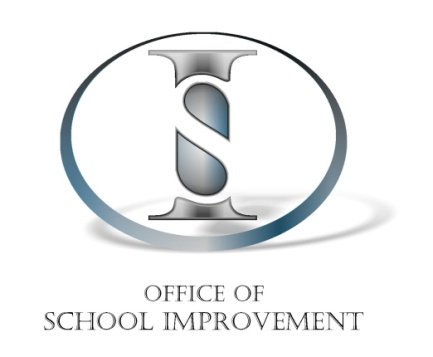 OFFICE OF
SCHOOL IMPROVEMENT